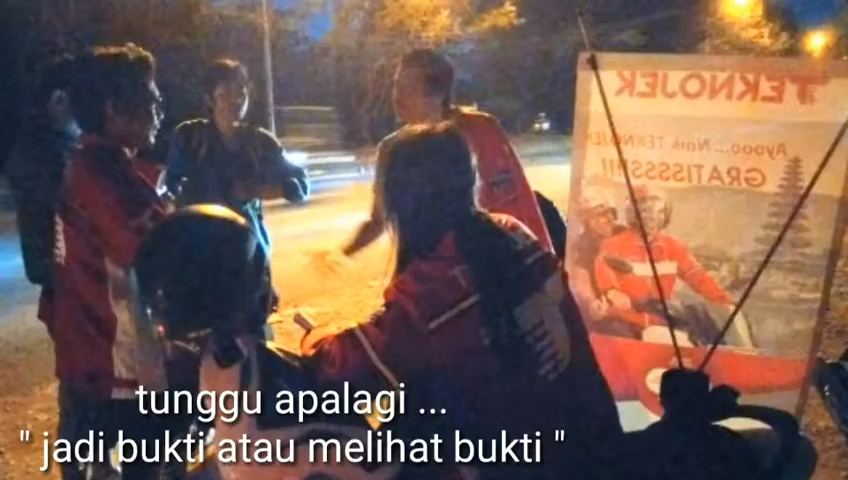 TEKNOJEK
Ayooo...Naik TEKNOJEK
GRATISSSS!!!
tunggu apalagi ...
" jadi bukti atau melihat bukti "